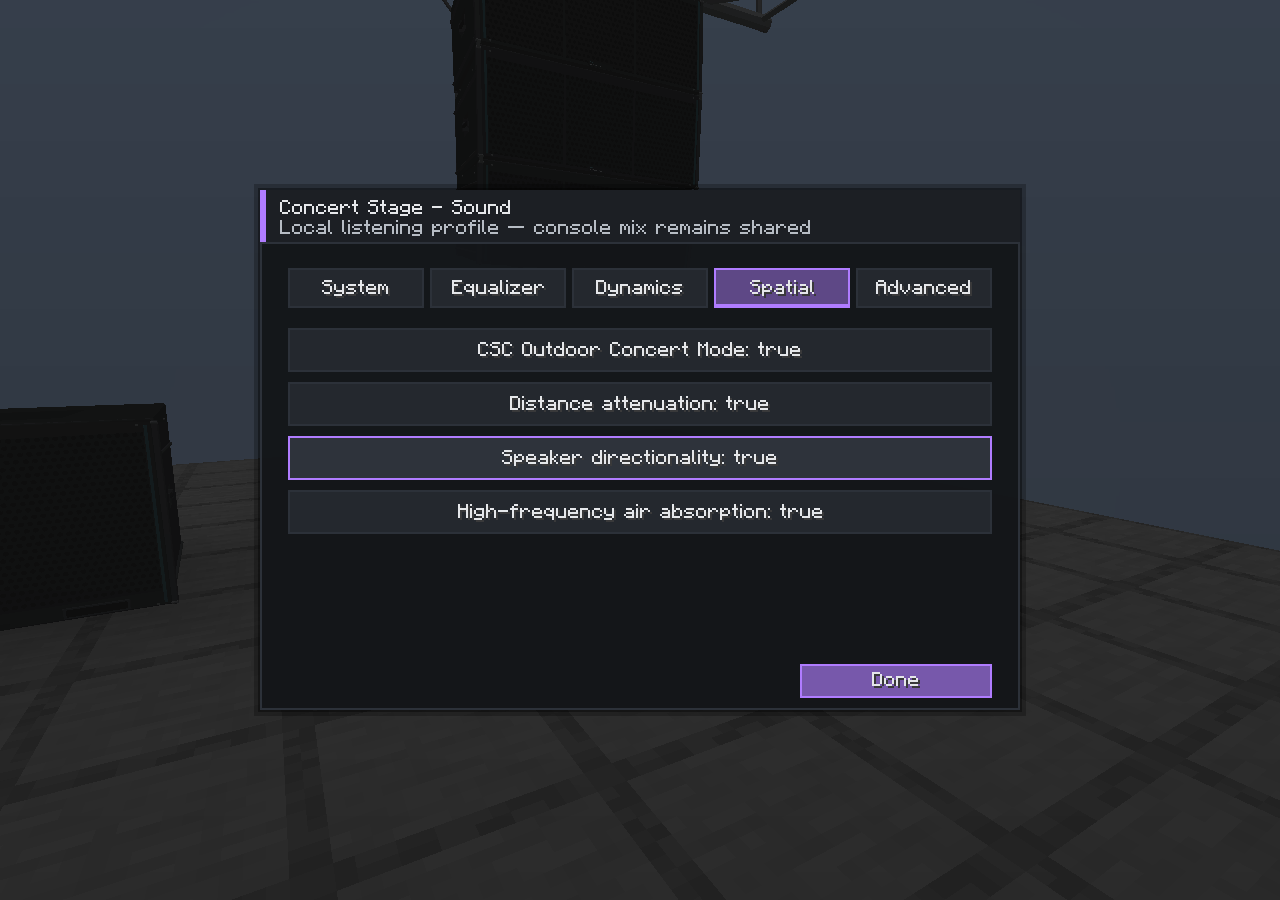 Concert Stage – Sound
Local listening profile — console mix remains shared
System
Equalizer
Dynamics
Spatial
Advanced
CSC Outdoor Concert Mode: true
Distance attenuation: true
Speaker directionality: true
High-frequency air absorption: true
Done